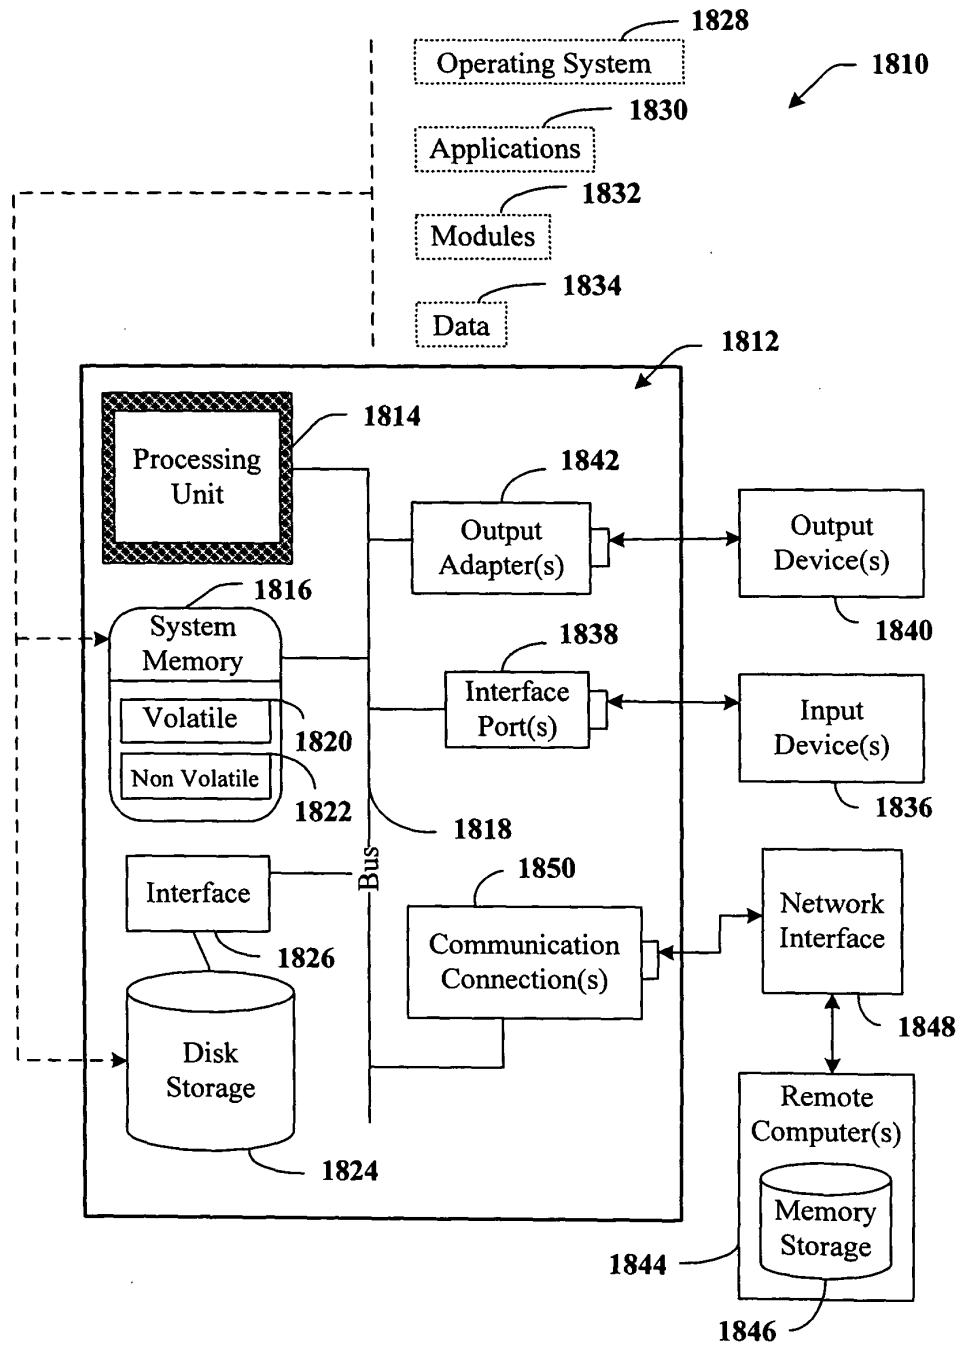 1828
Operating System
1810
1830
Applications
1832
Modules
1834
Data
1812
1814
Processing
Unit
1842
Output
Adapter(s)
Output
Device(s)
1840
1816
System
Memory
Volatile
1820
Non Volatile
1822
1838
Interface
Port(s)
Input
Device(s)
1836
1818
Bus
1850
Interface
1826
Communication
Connection(s)
Network
Interface
1848
Disk
Storage
1824
Remote
Computer(s)
Memory
Storage
1844
1846